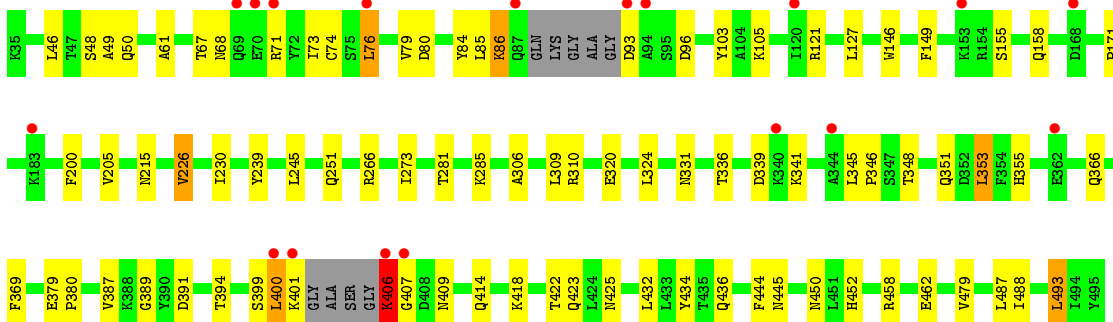 K35 L46 T47 S48 A49 Q50 A61 T67 N68 Q69 E70 R71 Y72 I73 C74 S75 L76 V79 D80 Y84 L85 K86 Q87 GLN LYS GLY ALA GLY D93 A94 S95 D96 Y103 A104 K105 I120 R121 L127 W146 F149 K153 R154 S155 Q158 D168
K183 F200 V205 N215 V226 I230 Y239 L245 Q251 R266 I273 T281 K285 A306 L309 R310 E320 L324 N331 T336 D339 K340 K341 A344 L345 P346 S347 T348 Q351 D352 L353 F354 H355 E362 Q366
F369 E379 P380 V387 K388 G389 Y390 D391 T394 S399 L400 K401 GLY ALA SER GLY K406 G407 D408 N409 Q414 K418 T422 Q423 L424 N425 L432 L433 Y434 T435 Q436 F444 N445 N450 L451 H452 R458 E462 V479 L487 I488 L493 I494 Y495